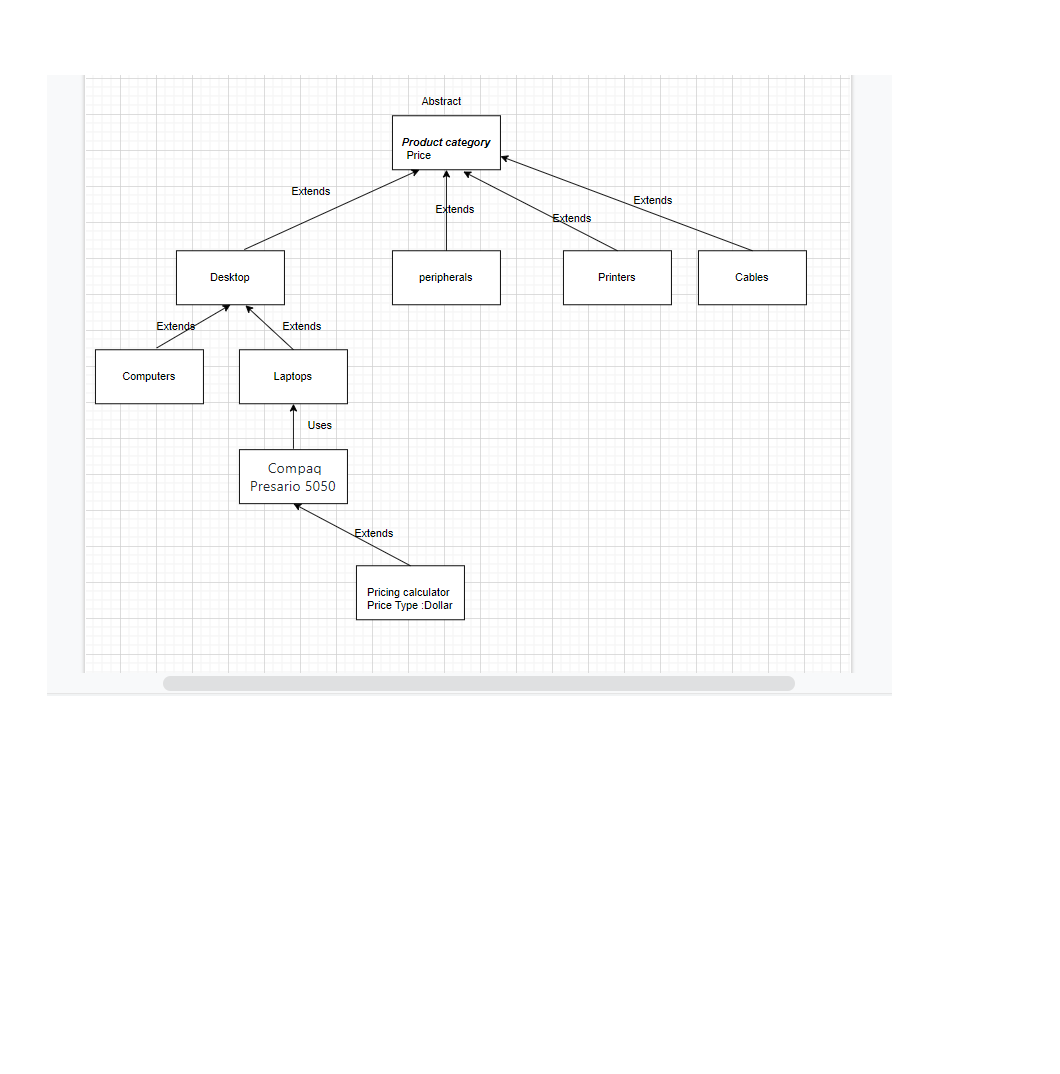 Abstract
Product category
Price
Extends
Extends
Extends
Extends
Desktop
peripherals
Printers
Cables
Extends
Extends
Computers
Laptops
Uses
Compaq
Presario 5050
Extends
Pricing calculator
Price Type :Dollar